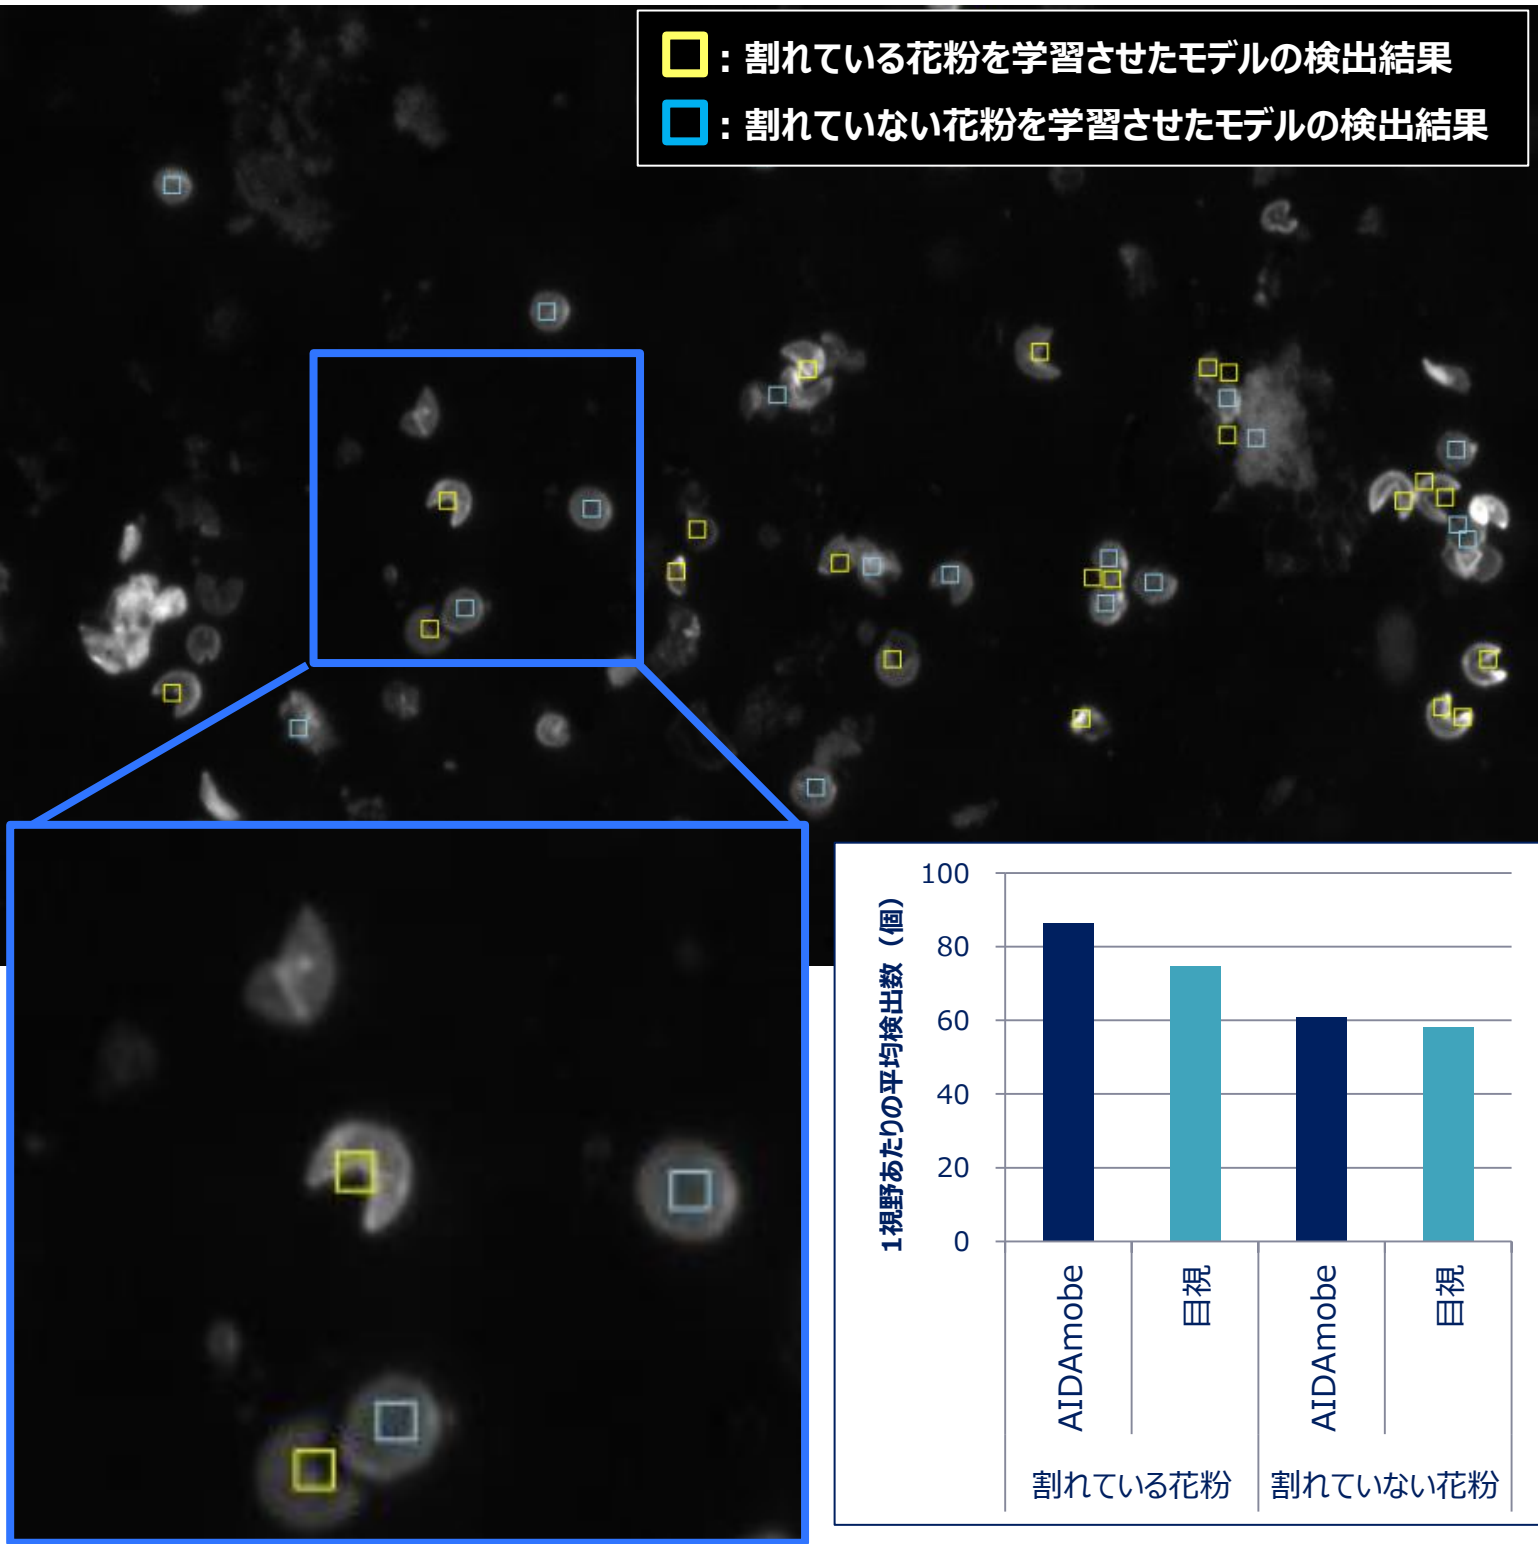 ：割れている花粉を学習させたモデルの検出結果
：割れていない花粉を学習させたモデルの検出結果
1視野あたりの平均検出数（個）
100
80
60
40
20
0
AIDAmobe
目視
AIDAmobe
目視
割れている花粉
割れていない花粉